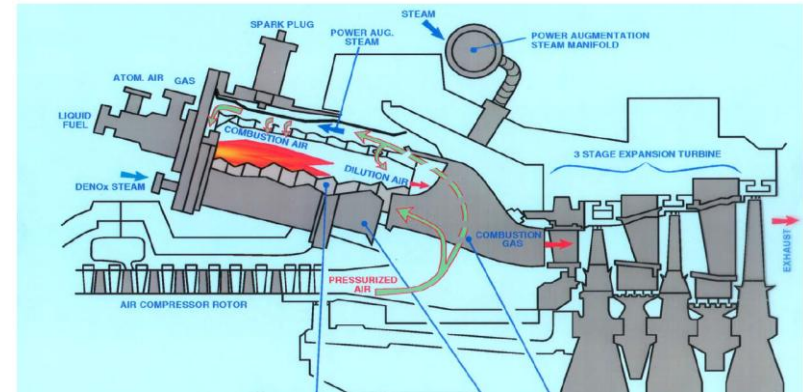 STEAM
SPARK PLUG
POWER AUG.
STEAM
POWER AUGMENTATION
STEAM MANIFOLD
ATOM. AIR
GAS
LIQUID
FUEL
COMBUSTION AIR
3 STAGE EXPANSION TURBINE
DILUTION AIR
DENOx STEAM
COMBUSTION
GAS
EXHAUST
PRESSURIZED
AIR
AIR COMPRESSOR ROTOR